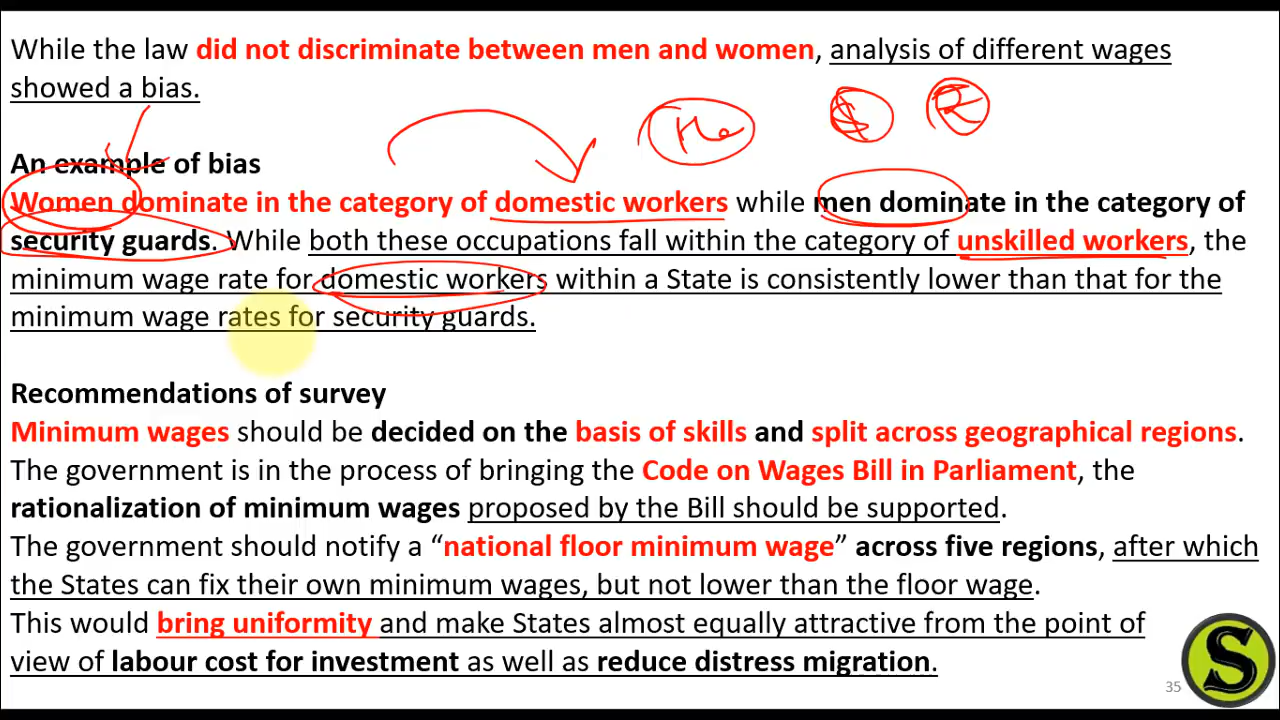 While the law did not discriminate between men and women, analysis of different wages
showed a bias.
$ ₹
An example of bias
Women dominate in the category of domestic workers while men dominate in the category of
security guards. While both these occupations fall within the category of unskilled workers, the
minimum wage rate for domestic workers within a State is consistently lower than that for the
minimum wage rates for security guards.
Recommendations of survey
Minimum wages should be decided on the basis of skills and split across geographical regions.
The government is in the process of bringing the Code on Wages Bill in Parliament, the
rationalization of minimum wages proposed by the Bill should be supported.
The government should notify a “national floor minimum wage” across five regions, after which
the States can fix their own minimum wages, but not lower than the floor wage.
This would bring uniformity and make States almost equally attractive from the point of
view of labour cost for investment as well as reduce distress migration.
35
S